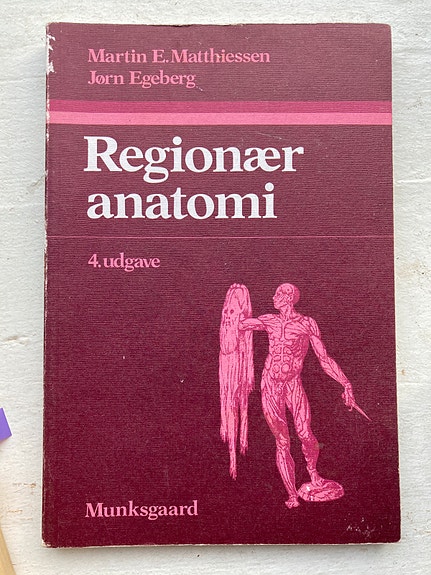 Martin E. Matthiessen
Jørn Egeberg
Regionær
anatomi
4. udgave
Munksgaard